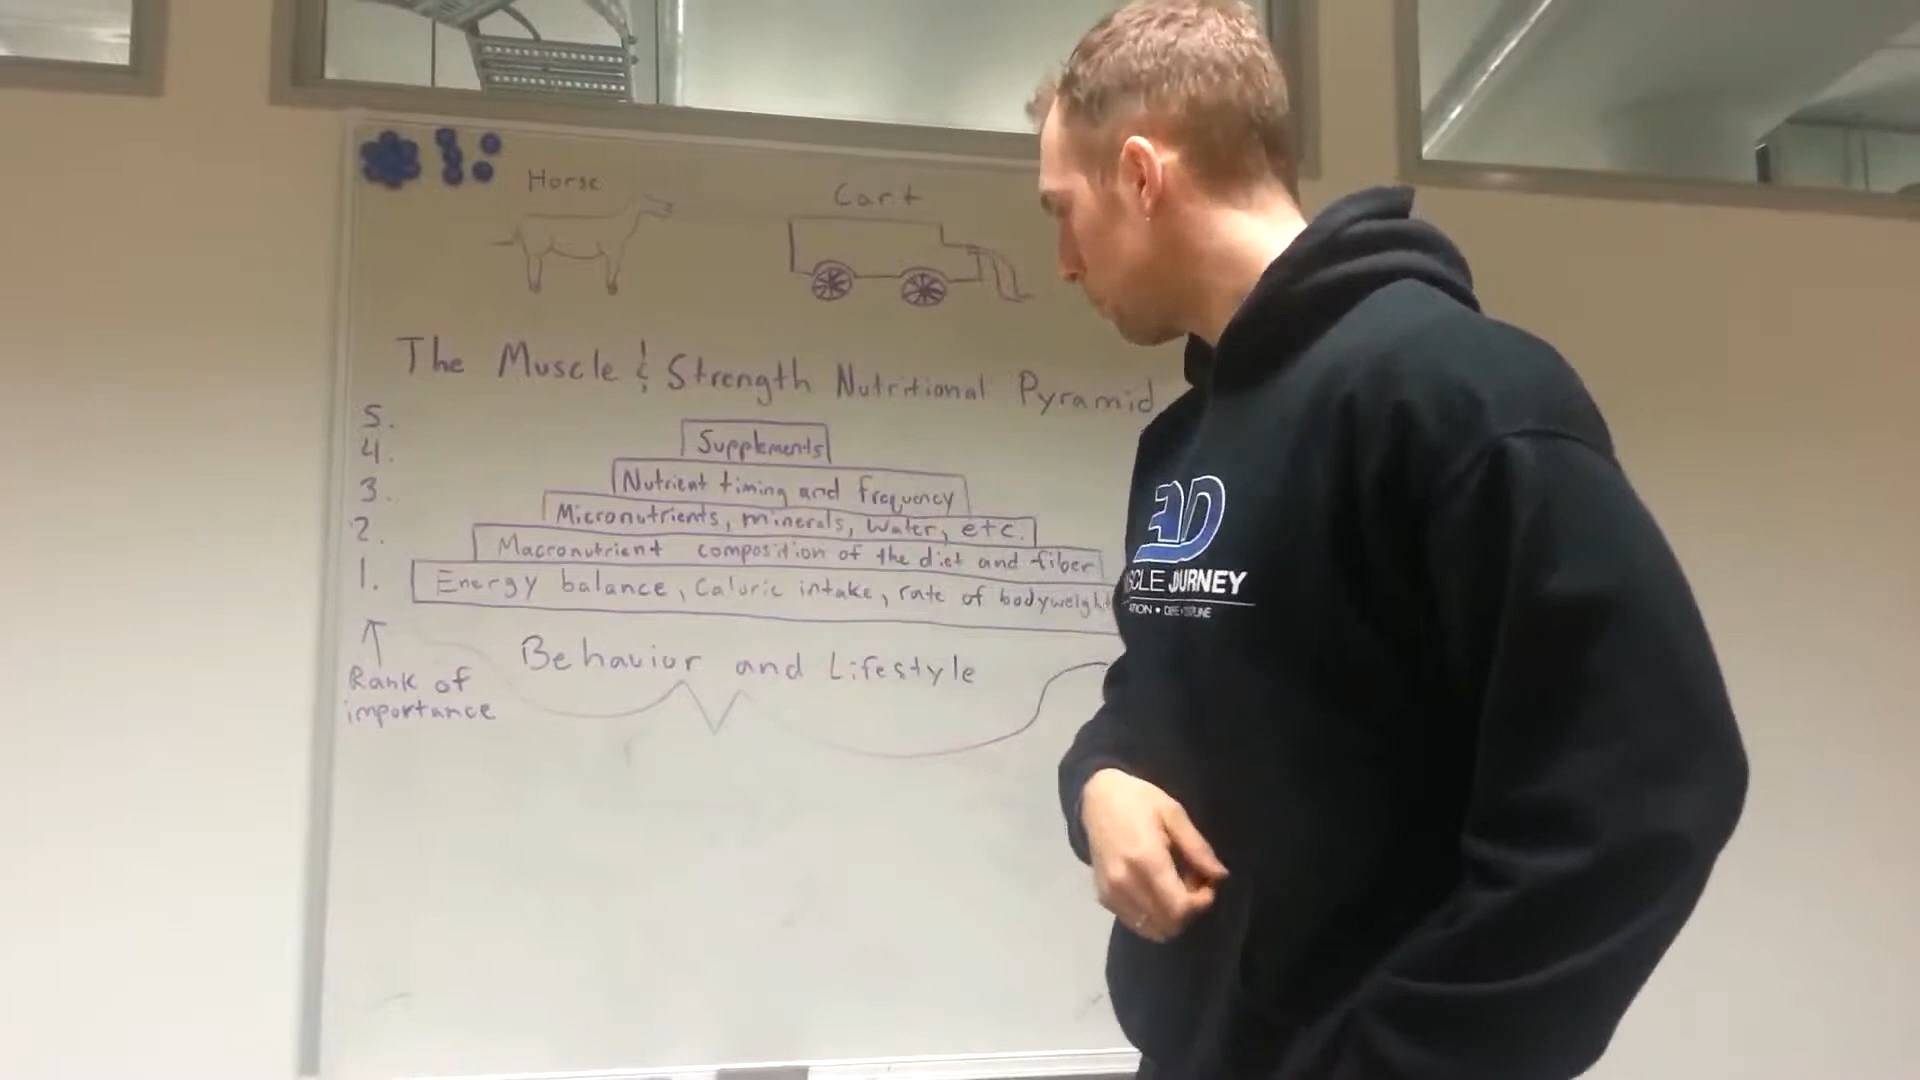 Horse
Cart
The Muscle & Strength Nutritional Pyramid
5.
Supplements
4.
Nutrient timing and frequency
3.
Micronutrients, minerals, Water, etc.
2.
Macronutrient composition of the diet and fiber
1.
Energy balance, Caloric intake, rate of bodyweight
Behavior and Lifestyle
Rank of
importance
3D
SCLE JOURNEY